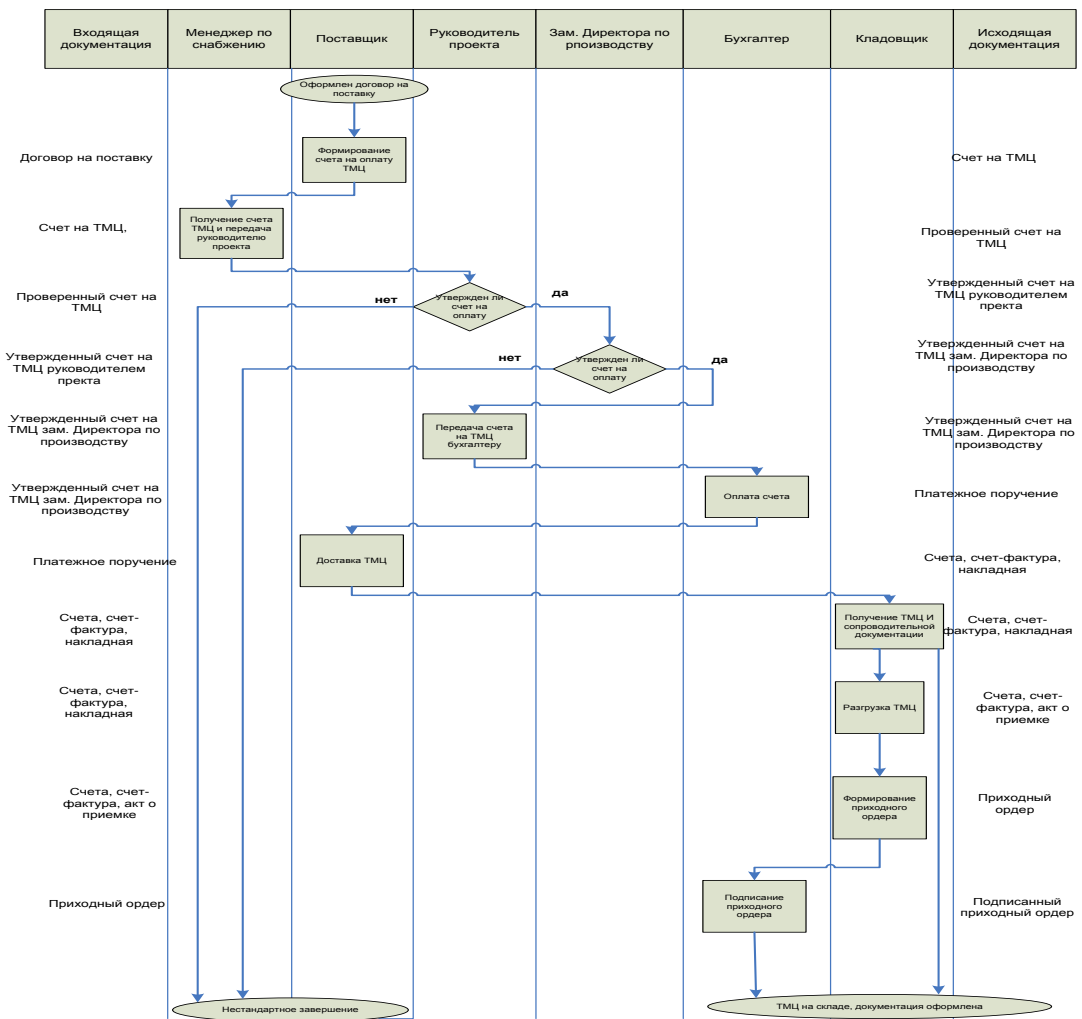 Входящая
документация
Менеджер по
снабжению
Поставщик
Руководитель
проекта
Зам. Директора по
рпоизводству
Бухгалтер
Кладовщик
Исходящая
документация
Оформлен договор на
поставку
Договор на поставку
Формирование
счета на оплату
ТМЦ
Счет на ТМЦ
Счет на ТМЦ,
Получение счета
ТМЦ и передача
руководителю
проекта
Проверенный счет на
ТМЦ
Проверенный счет на
ТМЦ
нет
Утвержден ли
счет на
оплату
да
Утвержденный счет на
ТМЦ руководителем
пректа
Утвержденный счет на
ТМЦ руководителем
пректа
нет
Утвержден ли
счет на
оплату
да
Утвержденный счет на
ТМЦ зам. Директора по
производству
Утвержденный счет на
ТМЦ зам. Директора по
производству
Передача счета
на ТМЦ
бухгалтеру
Утвержденный счет на
ТМЦ зам. Директора по
производству
Утвержденный счет на
ТМЦ зам. Директора по
производству
Оплата счета
Платежное поручение
Платежное поручение
Доставка ТМЦ
Счета, счет-фактура,
накладная
Счета, счет-
фактура,
накладная
Получение ТМЦ И
сопроводительной
документации
Счета, счет-
фактура, накладная
Счета, счет-
фактура,
накладная
Разгрузка ТМЦ
Счета, счет-
фактура, акт о
приемке
Счета, счет-
фактура, акт о
приемке
Формирование
приходного
ордера
Приходный
ордер
Приходный ордер
Подписание
приходного
ордера
Подписанный
приходный ордер
Нестандартное завершение
ТМЦ на складе, документация оформлена